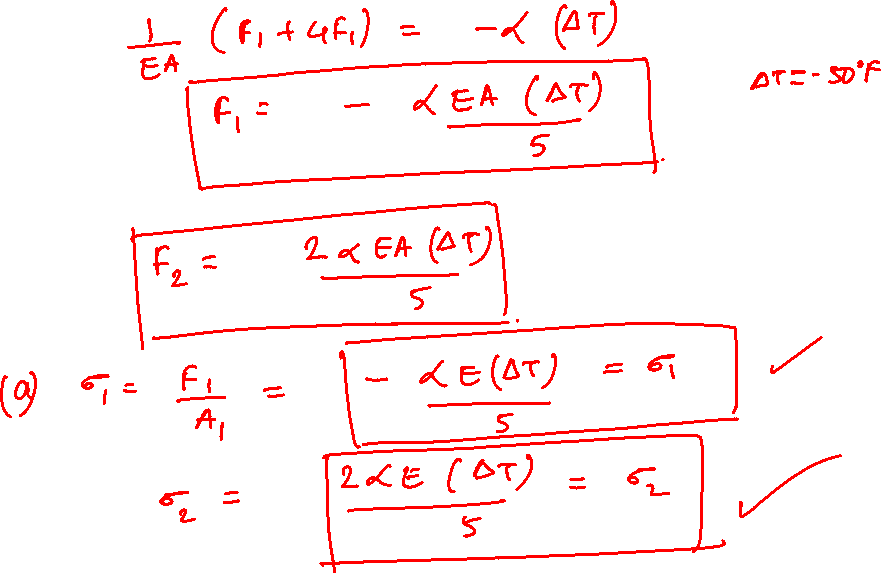 1/EA (F₁ + 4F₁) = -α (ΔT)
F₁ = - αEA (ΔT)/5
ΔT = -50°F
F₂ = 2αEA (ΔT)/5
(a) σ₁ = F₁/A₁ = - αE(ΔT)/5 = σ₁ ✓
σ₂ = 2αE (ΔT)/5 = σ₂ ✓